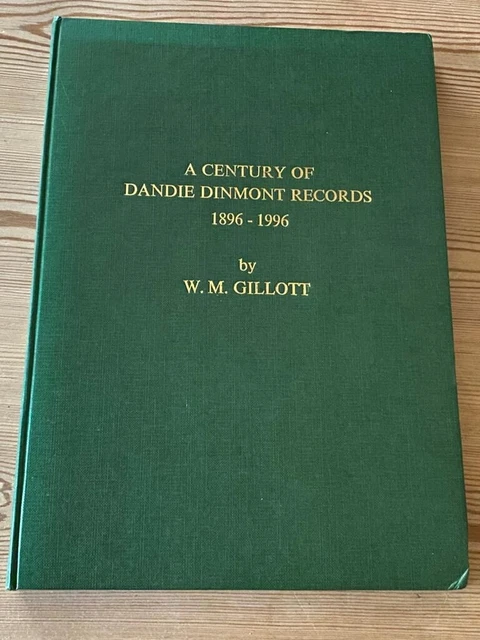 A CENTURY OF
DANDIE DINMONT RECORDS
1896 - 1996
by
W. M. GILLOTT